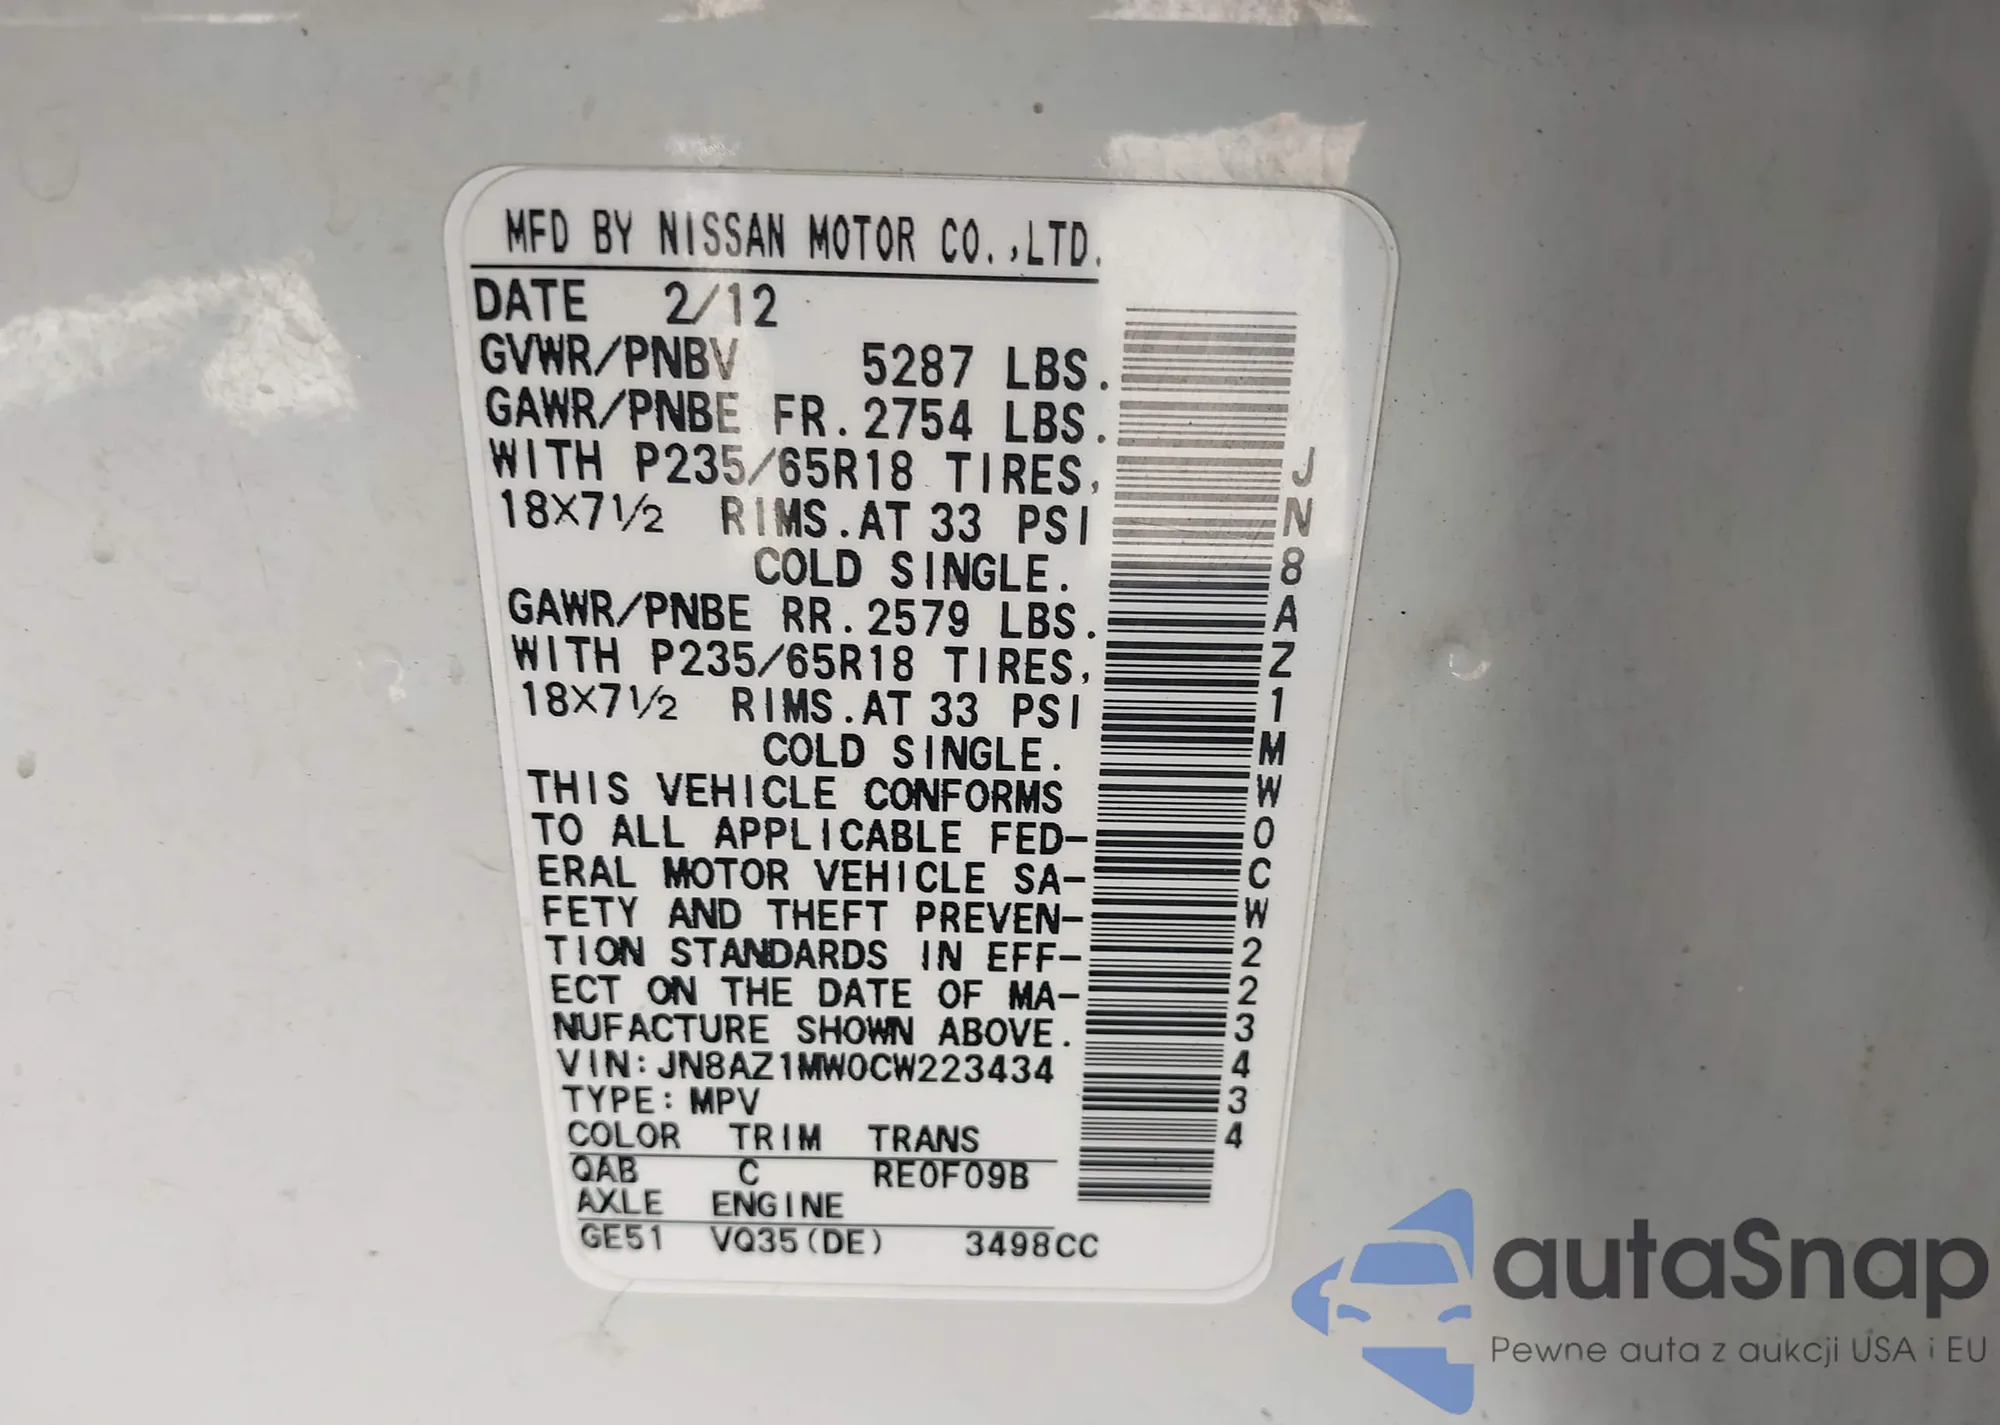 MFD BY NISSAN MOTOR CO.,LTD.
DATE 2/12
GVWR/PNBV 5287 LBS.
GAWR/PNBE FR.2754 LBS.
WITH P235/65R18 TIRES,
18X7½ RIMS.AT 33 PSI
COLD SINGLE.
GAWR/PNBE RR.2579 LBS.
WITH P235/65R18 TIRES,
18X7½ RIMS.AT 33 PSI
COLD SINGLE.
THIS VEHICLE CONFORMS
TO ALL APPLICABLE FED-
ERAL MOTOR VEHICLE SA-
FETY AND THEFT PREVEN-
TION STANDARDS IN EFF-
ECT ON THE DATE OF MA-
NUFACTURE SHOWN ABOVE.
VIN:JN8AZ1MW0CW223434
TYPE:MPV
COLOR TRIM TRANS
QAB C RE0F09B
AXLE ENGINE
GE51 VQ35(DE) 3498CC
JN8AZ1MW0CW223434
autaSnap
Pewne auta z aukcji USA i EU